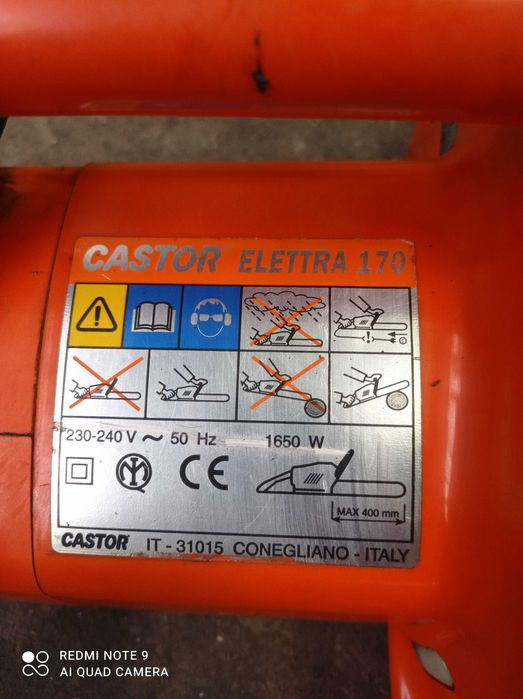 CASTOR® ELETTRA 170
230-240 V ~ 50 Hz 1650 W
CE
MAX 400 mm
CASTOR® IT - 31015 CONEGLIANO - ITALY
REDMI NOTE 9
AI QUAD CAMERA